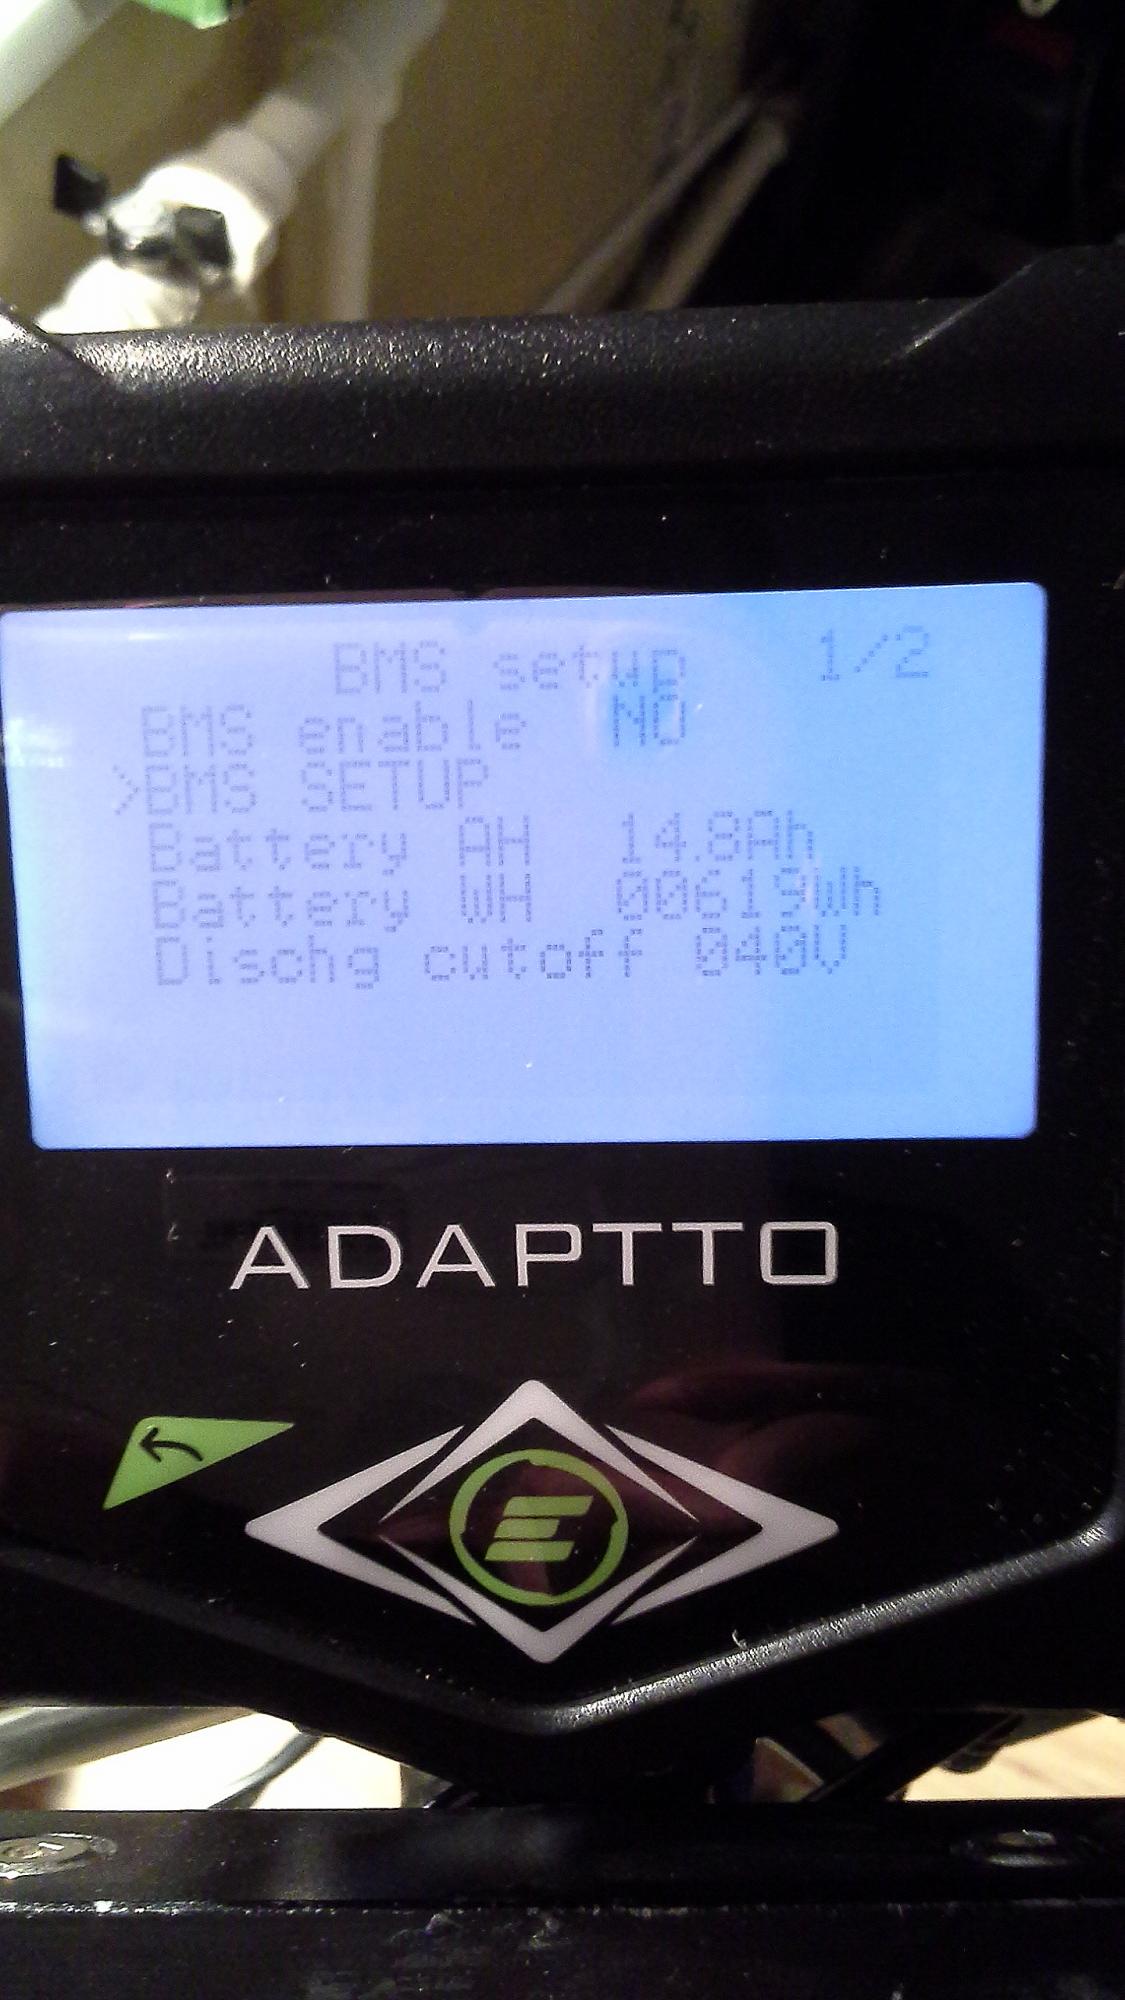 BMS setup 1/2
BMS enable NO
>BMS SETUP
Battery AH 14.8Ah
Battery WH 00613Wh
Dischg cutoff 040V
ADAPTTO
E